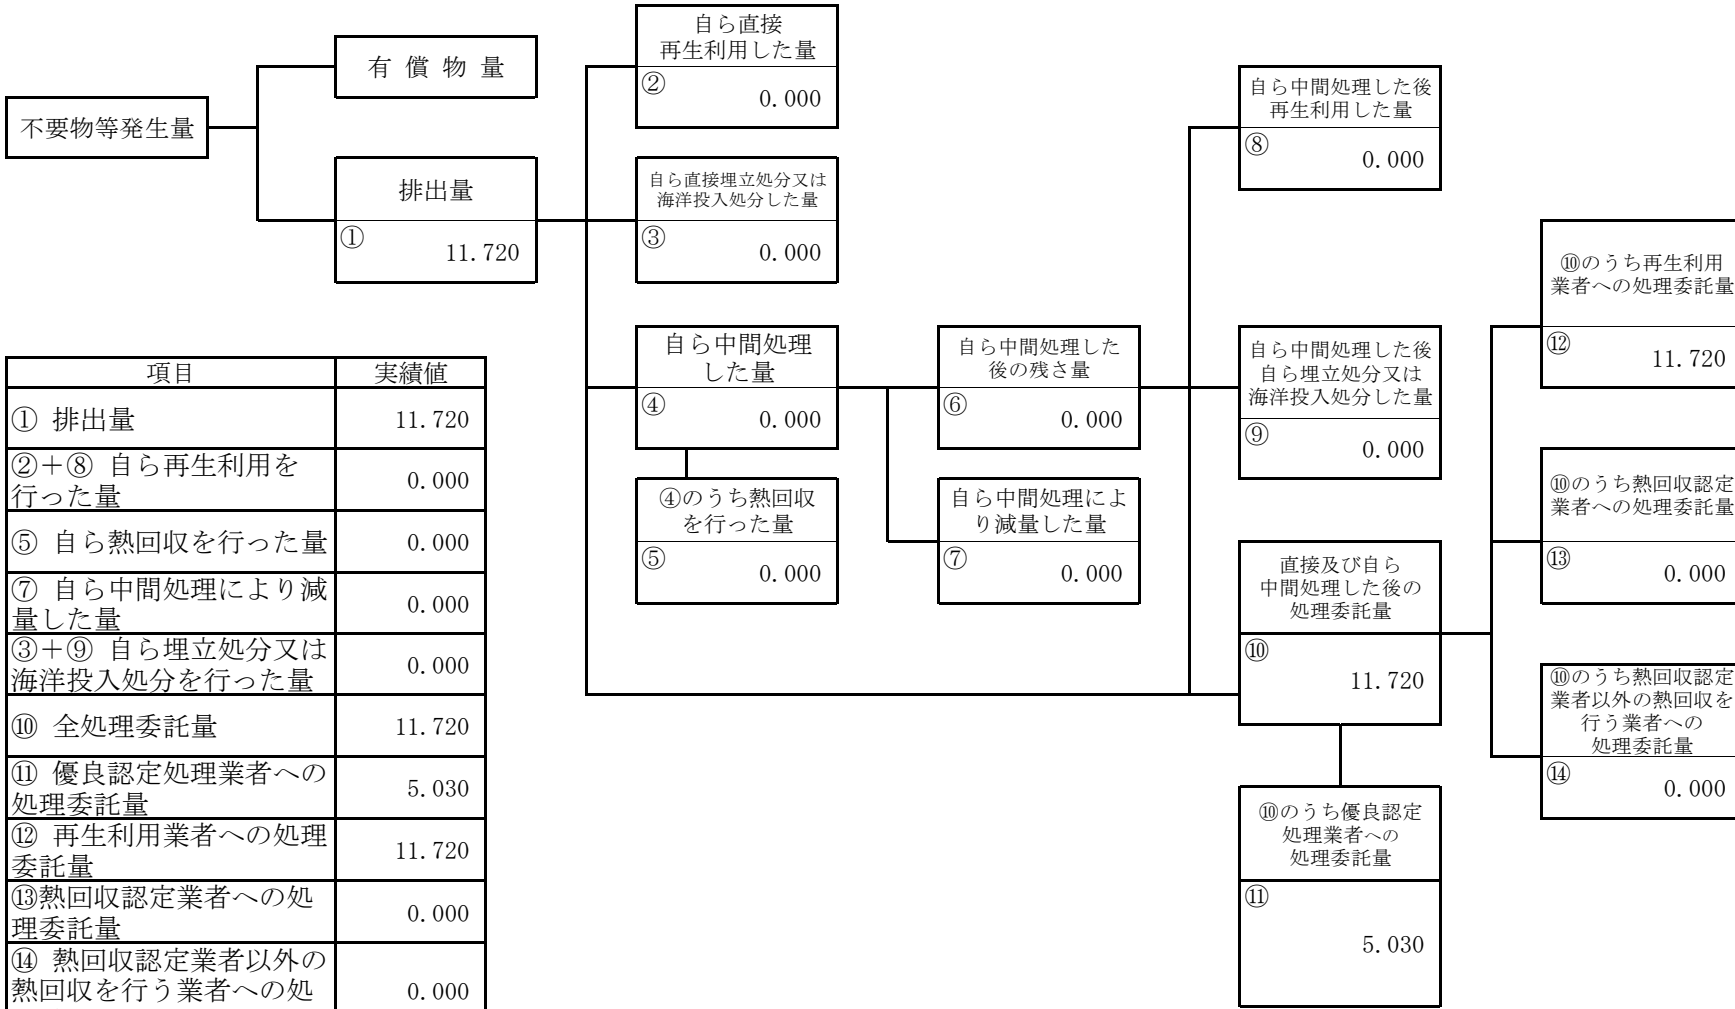 不要物等発生量
有 償 物 量
排出量
①
11.720
自ら直接
再生利用した量
②
0.000
自ら直接埋立処分又は
海洋投入処分した量
③
0.000
自ら中間処理
した量
④
0.000
④のうち熱回収
を行った量
⑤
0.000
自ら中間処理した
後の残さ量
⑥
0.000
自ら中間処理によ
り減量した量
⑦
0.000
自ら中間処理した後
再生利用した量
⑧
0.000
自ら中間処理した後
自ら埋立処分又は
海洋投入処分した量
⑨
0.000
直接及び自ら
中間処理した後の
処理委託量
⑩
11.720
⑩のうち優良認定
処理業者への
処理委託量
⑪
5.030
⑩のうち再生利用
業者への処理委託量
⑫
11.720
⑩のうち熱回収認定
業者への処理委託量
⑬
0.000
⑩のうち熱回収認定
業者以外の熱回収を
行う業者への
処理委託量
⑭
0.000
項目 実績値
① 排出量 11.720
②＋⑧ 自ら再生利用を
行った量 0.000
⑤ 自ら熱回収を行った量 0.000
⑦ 自ら中間処理により減
量した量 0.000
③＋⑨ 自ら埋立処分又は
海洋投入処分を行った量 0.000
⑩ 全処理委託量 11.720
⑪ 優良認定処理業者への
処理委託量 5.030
⑫ 再生利用業者への処理
委託量 11.720
⑬熱回収認定業者への処
理委託量 0.000
⑭ 熱回収認定業者以外の
熱回収を行う業者への処 0.000